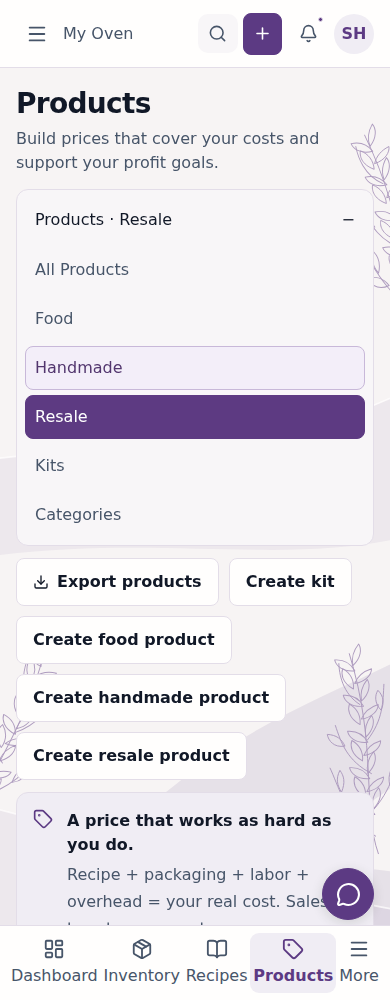 My Oven
SH
Products
Build prices that cover your costs and
support your profit goals.
Products · Resale
All Products
Food
Handmade
Resale
Kits
Categories
Export products
Create kit
Create food product
Create handmade product
Create resale product
A price that works as hard as
you do.
Recipe + packaging + labor +
overhead = your real cost. Sales
Dashboard
Inventory
Recipes
Products
More